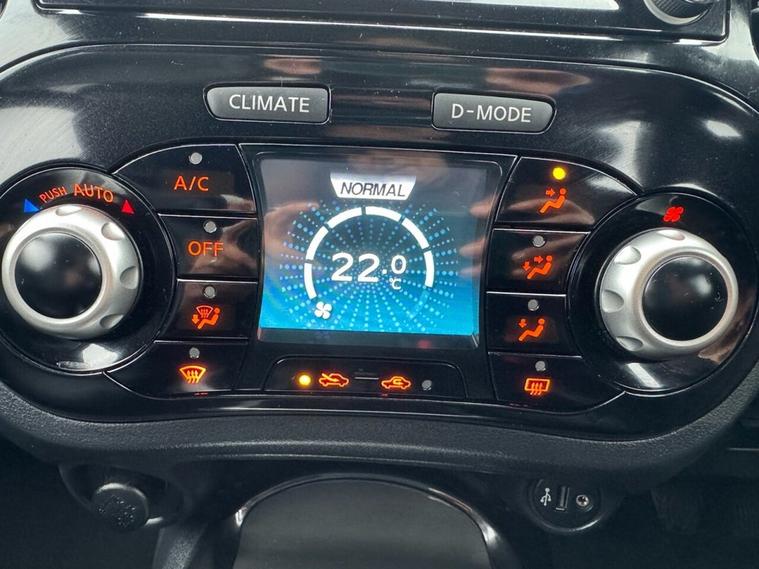 CLIMATE
D-MODE
PUSH AUTO
A/C
NORMAL
OFF
22.0
°C